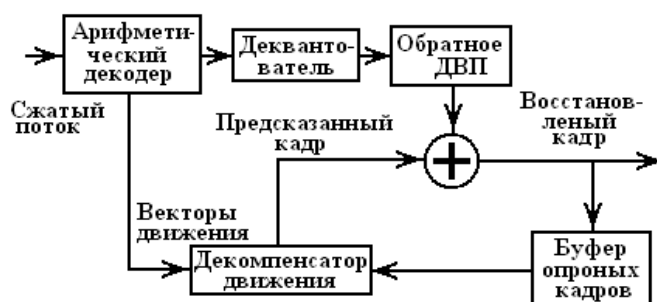 Арифмети-
ческий
декодер
Декванто-
ватель
Обратное
ДВП
Сжатый
поток
Предсказанный
кадр
Восстанов-
леный
кадр
Векторы
движения
Декомпенсатор
движения
Буфер
опроных
кадров